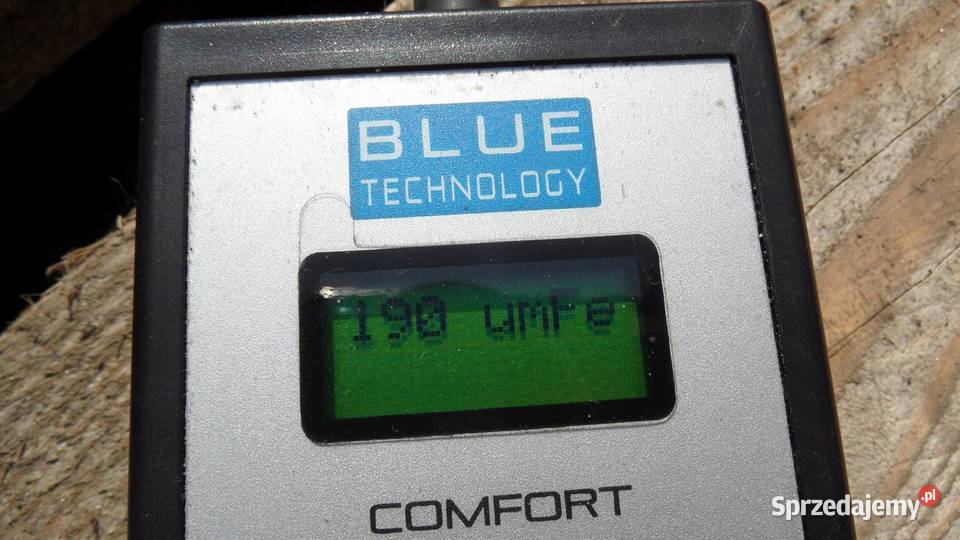 BLUE
TECHNOLOGY
190 umFe
COMFORT
Sprzedajemy.pl